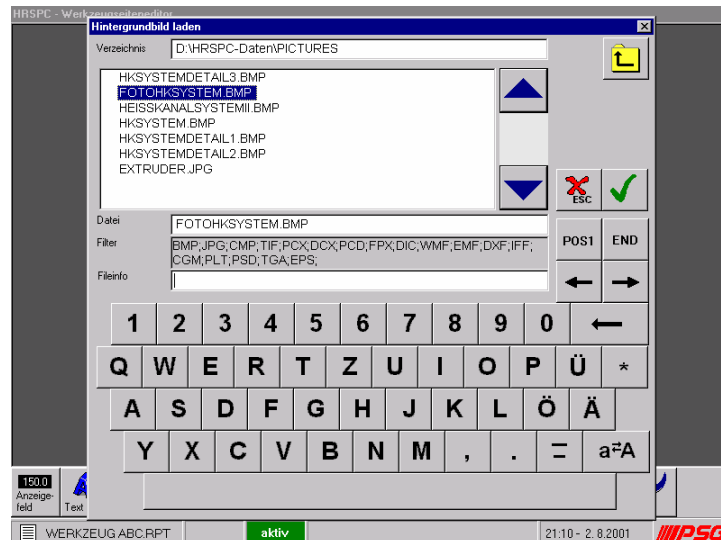 HRSPC - Werkzeugseiteneditor
Hintergrundbild laden
Verzeichnis D:\HRSPC-Daten\PICTURES
HKSYSTEMDETAIL3.BMP
FOTOHKSYSTEM.BMP
HEISSKANALSYSTEMII.BMP
HKSYSTEM.BMP
HKSYSTEMDETAIL1.BMP
HKSYSTEMDETAIL2.BMP
EXTRUDER.JPG
ESC
Datei FOTOHKSYSTEM.BMP
Filter BMP;JPG;CMP;TIF;PCX;DCX;PCD;FPX;DIC;WMF;EMF;DXF;IFF;
CGM;PLT;PSD;TGA;EPS;
POS1 END
Fileinfo
1 2 3 4 5 6 7 8 9 0
Q W E R T Z U I O P Ü *
A S D F G H J K L Ö Ä
Y X C V B N M , . = a⇄A
150.0
Anzeige-
feld
Text
WERKZEUG ABC.RPT aktiv 21:10 - 2. 8.2001 PSG